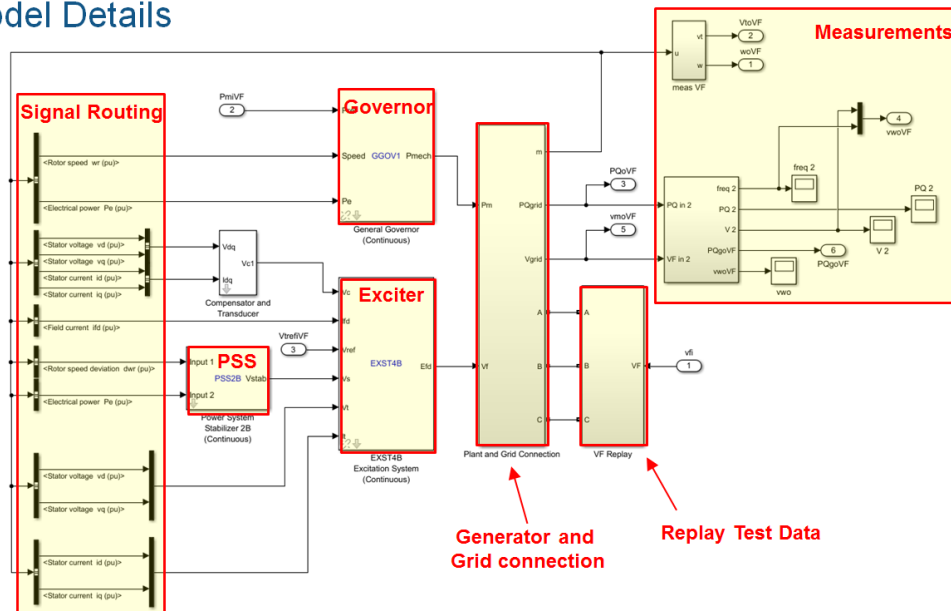 odel Details
Measurements
VtoVF
2
woVF
1
vt
u
w
meas VF
Signal Routing
PmiVF
2
Governor
Speed GGOV1 Pmech
Pe
General Governor
(Continuous)
<Rotor speed wr (pu)>
<Electrical power Pe (pu)>
<Stator voltage vd (pu)>
<Stator voltage vq (pu)>
<Stator current id (pu)>
<Stator current iq (pu)>
Vdq
Vc1
Idq
Compensator and
Transducer
<Field current ifd (pu)>
<Rotor speed deviation dwr (pu)>
<Electrical power Pe (pu)>
VtrefiVF
3
PSS
Input 1
PSS2B Vstab
Input 2
Power System
Stabilizer 2B
(Continuous)
Exciter
Vc
Ifd
Vref
EXST4B
Efd
Vs
Vt
It
EXST4B
Excitation System
(Continuous)
<Stator voltage vd (pu)>
<Stator voltage vq (pu)>
<Stator current id (pu)>
<Stator current iq (pu)>
m
Pm
PQgrid
Vgrid
A
B
Vf
C
Plant and Grid Connection
PQoVF
3
vmoVF
5
A
B
VF
C
VF Replay
vfi
1
4
vwoVF
freq 2
freq 2
PQ in 2
PQ 2
PQ 2
V 2
V 2
PQgoVF
6
PQgoVF
VF in 2
vwoVF
vwo
Generator and
Grid connection
Replay Test Data